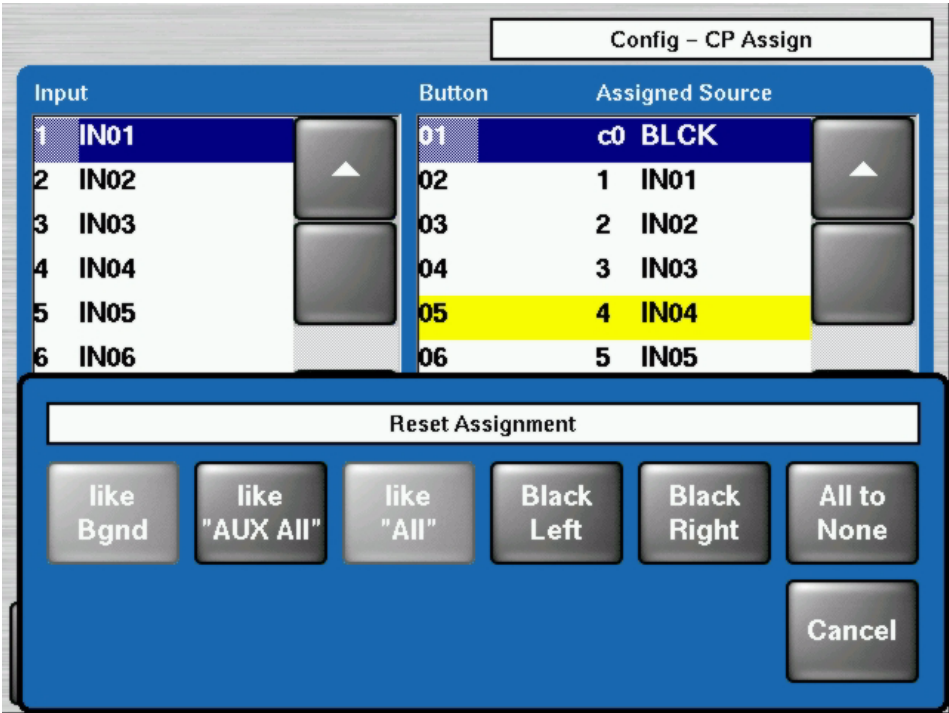 Config – CP Assign
Input
1 IN01
2 IN02
3 IN03
4 IN04
5 IN05
6 IN06
Button Assigned Source
01 c0 BLCK
02 1 IN01
03 2 IN02
04 3 IN03
05 4 IN04
06 5 IN05
Reset Assignment
like
Bgnd
like
"AUX All"
like
"All"
Black
Left
Black
Right
All to
None
Cancel